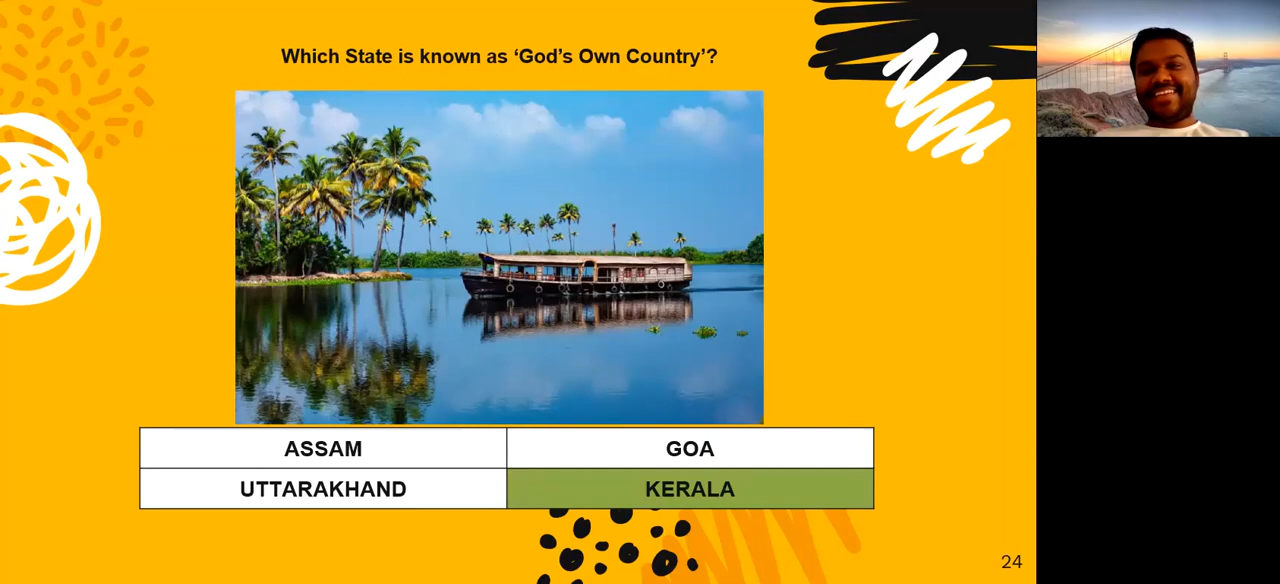 Which State is known as ‘God’s Own Country’?
ASSAM
GOA
UTTARAKHAND
KERALA
24